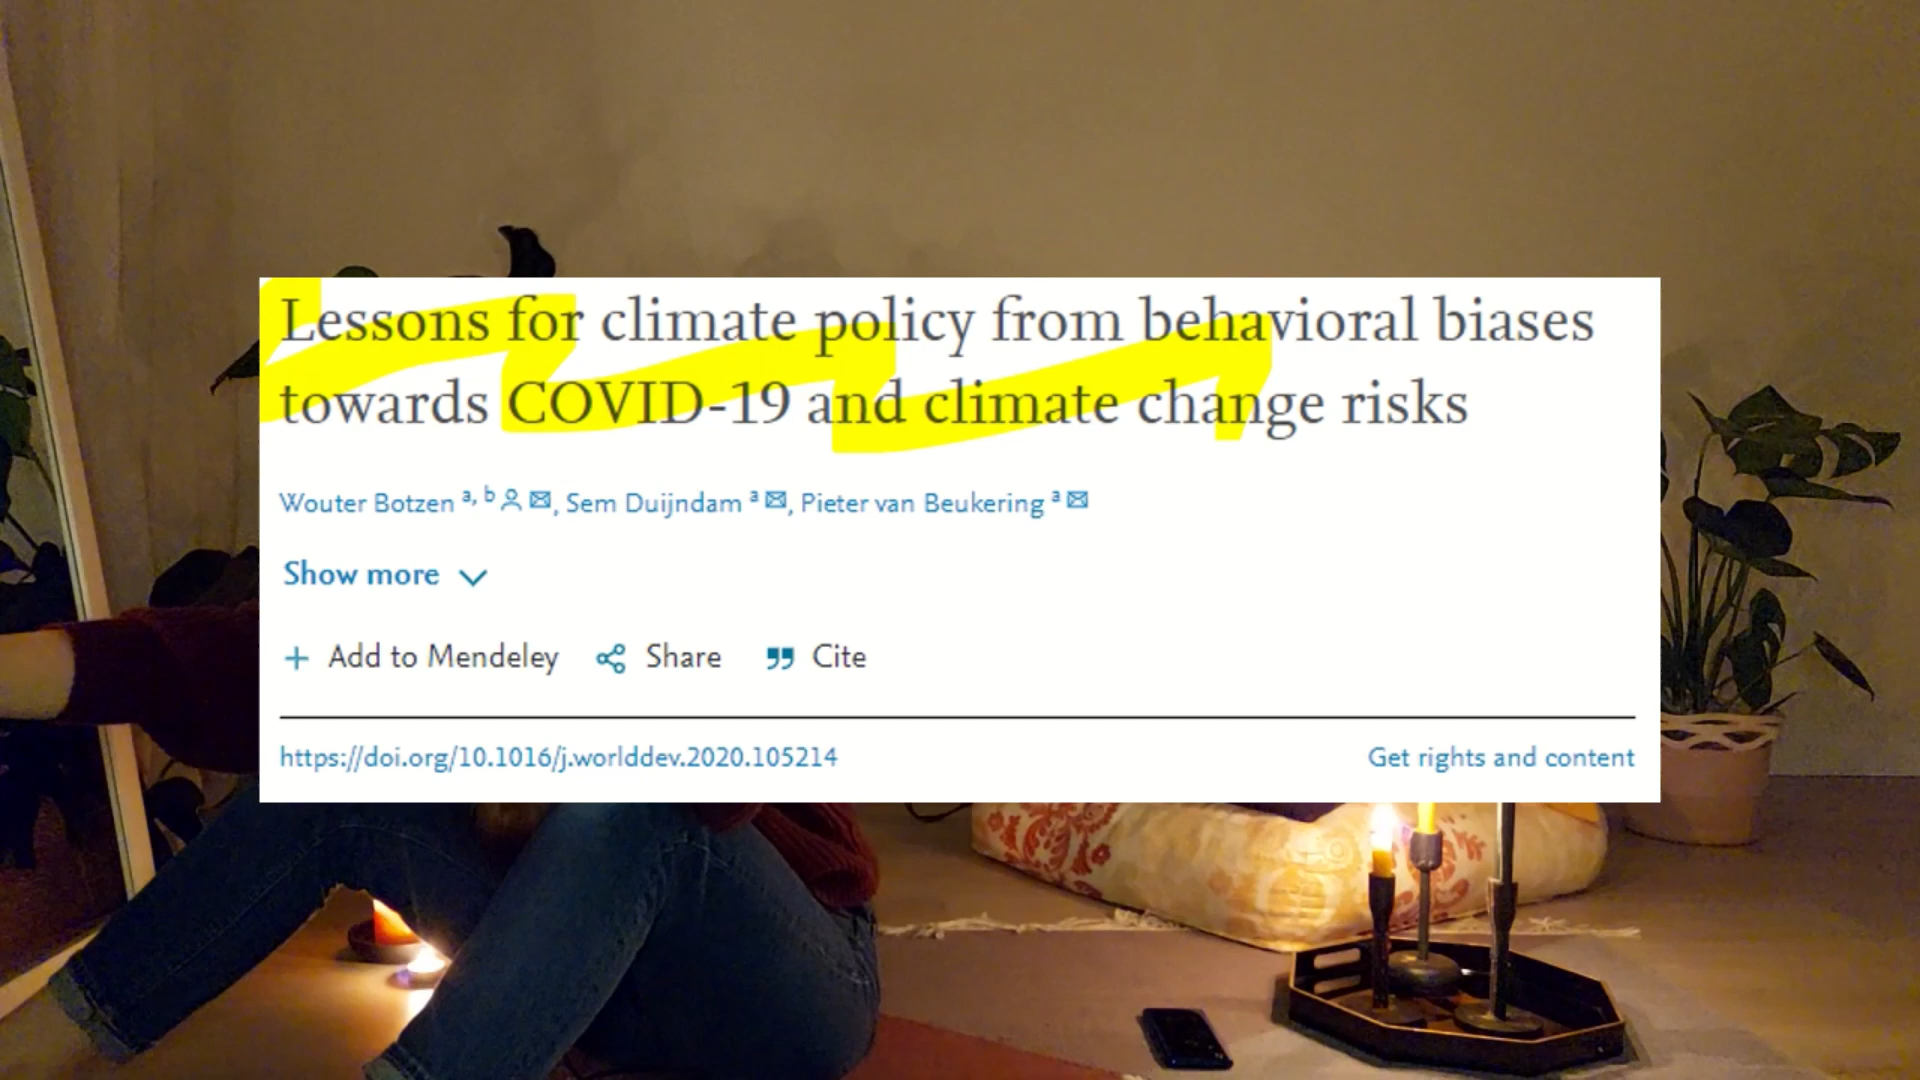 Lessons for climate policy from behavioral biases
towards COVID-19 and climate change risks
Wouter Botzen a, b, Sem Duijndam a, Pieter van Beukering a
Show more
+ Add to Mendeley Share Cite
https://doi.org/10.1016/j.worlddev.2020.105214 Get rights and content